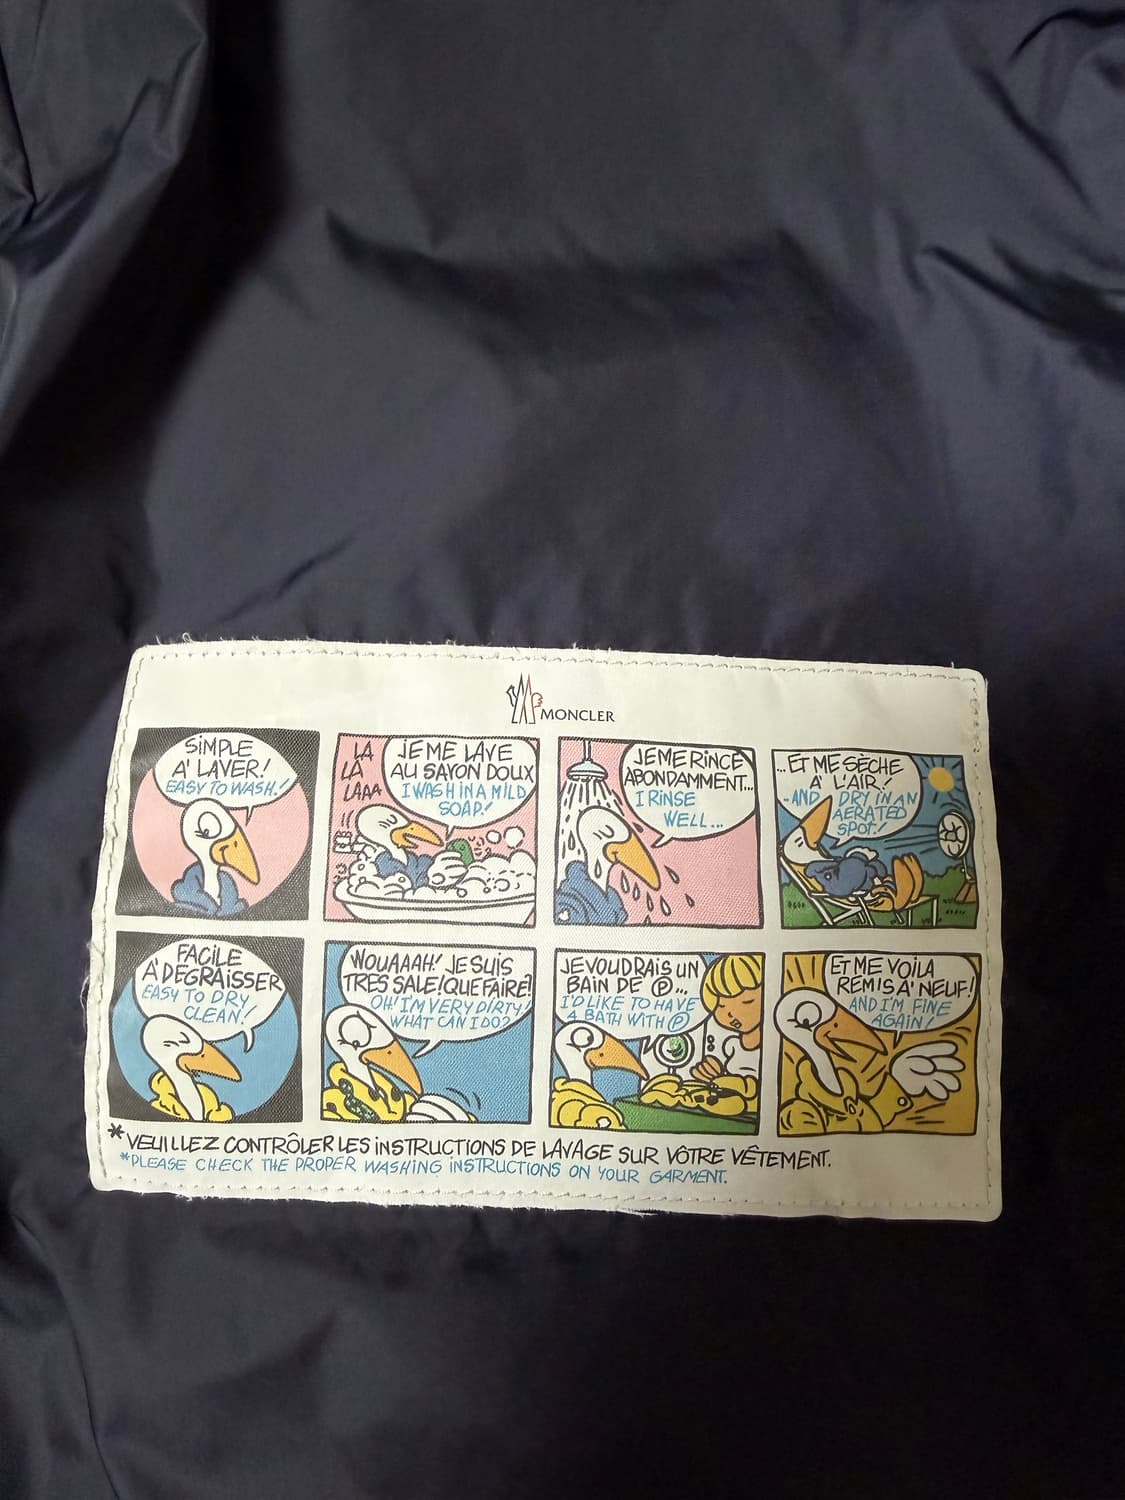 MONCLER
SiMPLE
A' LAVER!
EASY TO WASH!
LA
LA
LAAA
!!
JE ME LAVE
AU SAVON DOUX
I WASH IN A MILD
SOAP!
JE ME RINCE
ABONDAMMENT...
I RINSE
WELL...
...ET ME SÈCHE
A' L'AIR!
...AND DRY IN AN
AERATED
SPOT!
FACILE
A' DEGRAiSSER
EASY TO DRY
CLEAN!
WOUAAAH! JE SUiS
TRES SALE! QUE FAiRE!
OH! I'M VERY DIRTY!
WHAT CAN I DO?
JE VOUDRAiS UN
BAiN DE Ⓟ...
I'D LIKE TO HAVE
A BATH WITH Ⓟ
ET ME VOiLA
REMiS A' NEUF!
AND I'M FINE
AGAIN!
*VEUiLLEZ CONTRÔLER LES iNSTRUCTiONS DE LAVAGE SUR VÔTRE VÊTEMENT.
*PLEASE CHECK THE PROPER WASHiNG iNSTRUCTIONS ON YOUR GARMENT.